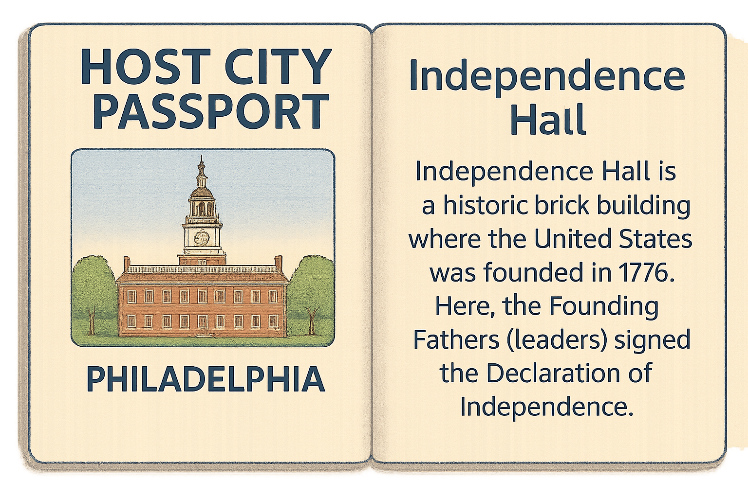 HOST CITY
PASSPORT
PHILADELPHIA
Independence
Hall
Independence Hall is
a historic brick building
where the United States
was founded in 1776.
Here, the Founding
Fathers (leaders) signed
the Declaration of
Independence.